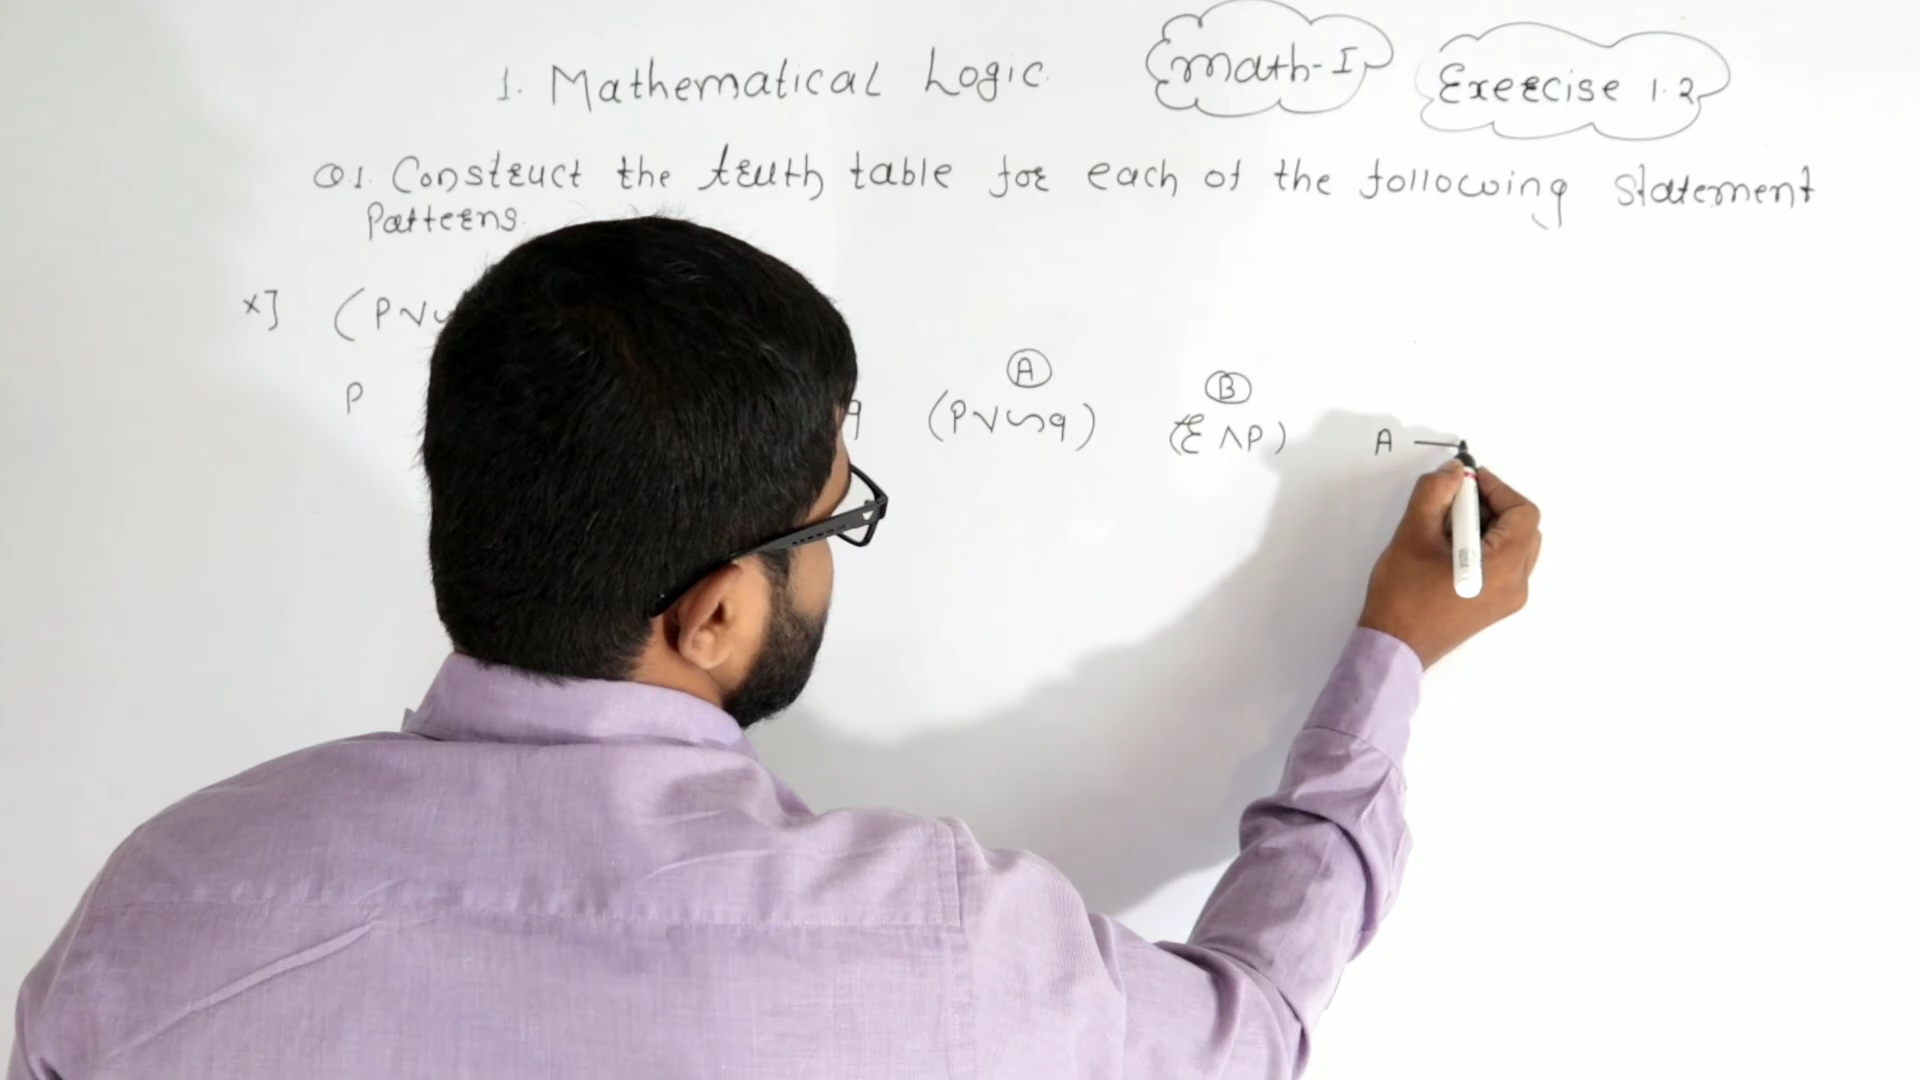 1. Mathematical Logic
Math-I
Exercise 1.2
Q1. Construct the truth table for each of the following statement
patterns.
x] (p∨∼
p q (p∨∼q) (r∧p) A —
A B